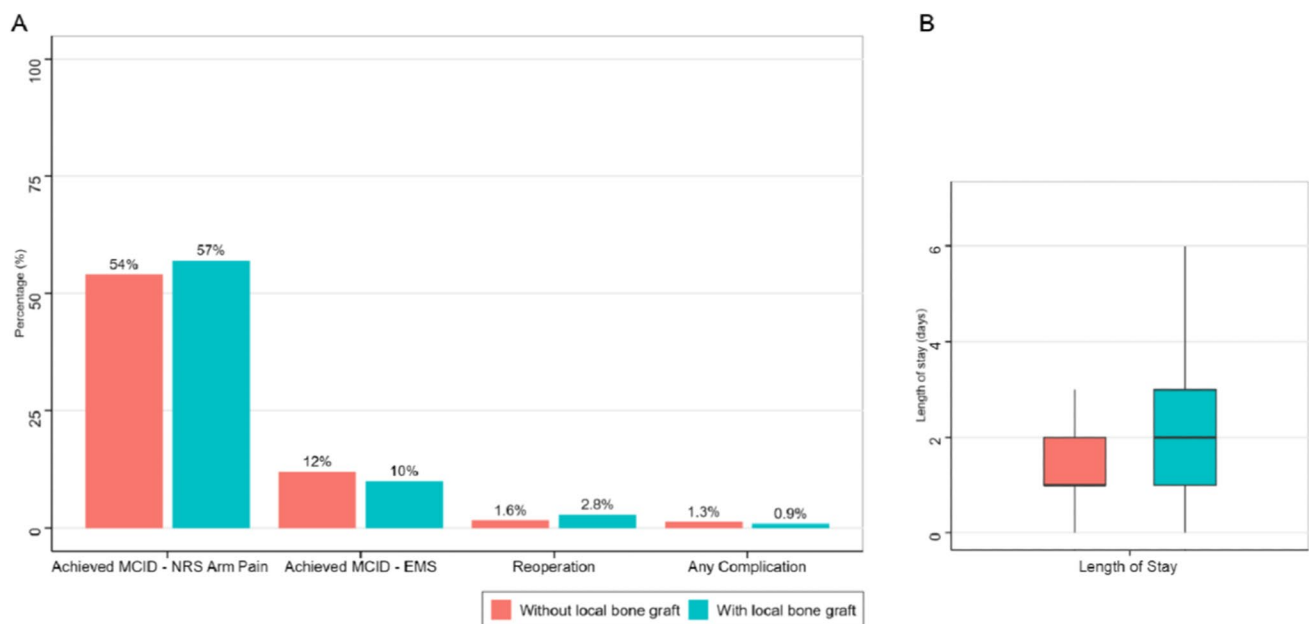 A
B
Percentage (%)
100
75
50
25
0
54%
57%
12%
10%
1.6%
2.8%
1.3%
0.9%
Achieved MCID - NRS Arm Pain
Achieved MCID - EMS
Reoperation
Any Complication
Without local bone graft
With local bone graft
Length of stay (days)
6
4
2
0
Length of Stay